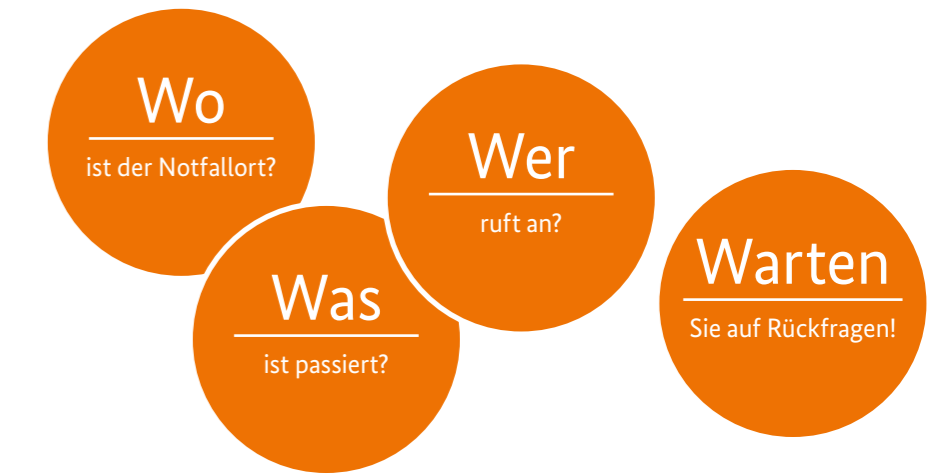 Wo
ist der Notfallort?
Was
ist passiert?
Wer
ruft an?
Warten
Sie auf Rückfragen!